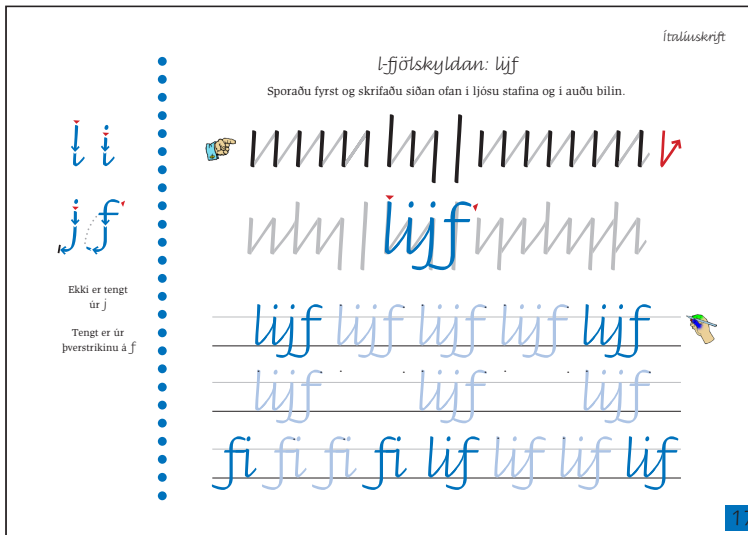 Ítalíuskrift
l-fjölskyldan: lijf
Sporaðu fyrst og skrifaðu síðan ofan í ljósu stafina og í auðu bilin.
l i
j f
Ekki er tengt
úr j
Tengt er úr
þverstrikinu á f
lijf
lijf lijf lijf lijf lijf
lijf lijf lijf
fi fi fi fi lif lif lif lif
17